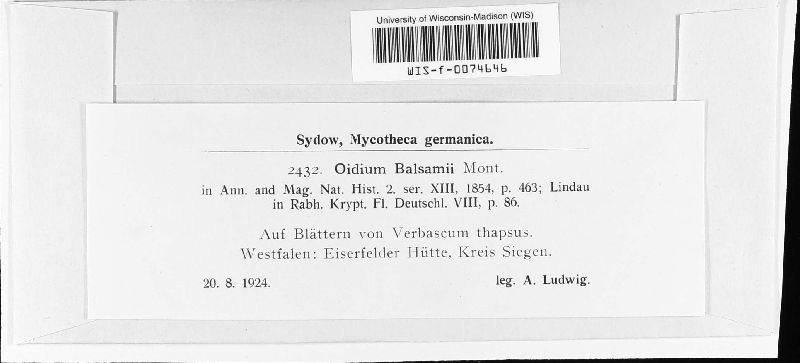 University of Wisconsin-Madison (WIS)
WIS-f-0074646
Sydow, Mycotheca germanica.
2432. Oidium Balsamii Mont.
in Ann. and Mag. Nat. Hist. 2. ser. XIII, 1854, p. 463; Lindau
in Rabh. Krypt. Fl. Deutschl. VIII, p. 86.
Auf Blättern von Verbascum thapsus.
Westfalen: Eiserfelder Hütte, Kreis Siegen.
20. 8. 1924. leg. A. Ludwig.